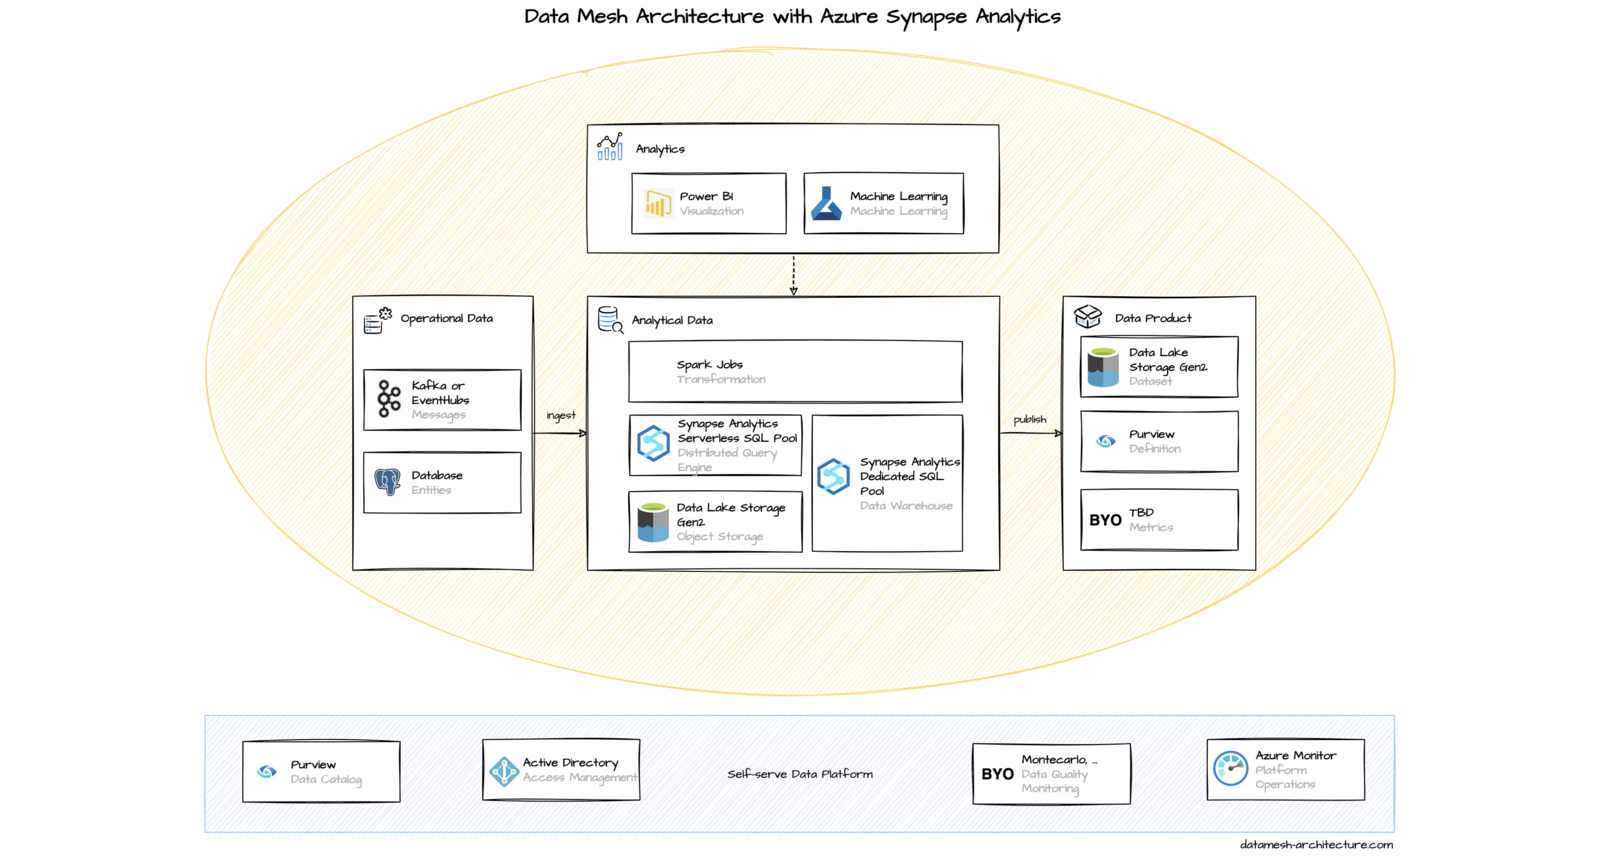 Data Mesh Architecture with Azure Synapse Analytics
Analytics
Power BI
Visualization
Machine Learning
Machine Learning
Operational Data
Kafka or
EventHubs
Messages
Database
Entities
ingest
Analytical Data
Spark Jobs
Transformation
Synapse Analytics
Serverless SQL Pool
Distributed Query
Engine
Data Lake Storage
Gen2
Object Storage
Synapse Analytics
Dedicated SQL
Pool
Data Warehouse
publish
Data Product
Data Lake
Storage Gen2
Dataset
Purview
Definition
BYO
TBD
Metrics
Purview
Data Catalog
Active Directory
Access Management
Self-serve Data Platform
BYO
Montecarlo, ...
Data Quality
Monitoring
Azure Monitor
Platform
Operations
datamesh-architecture.com